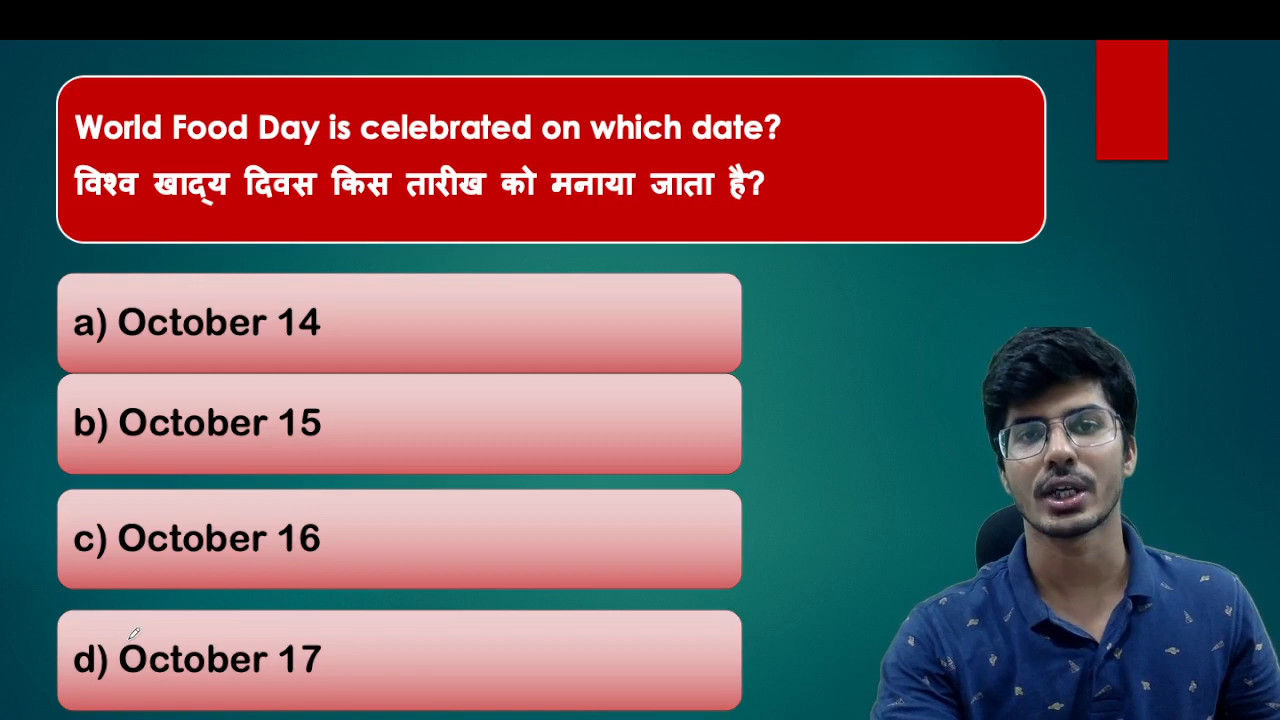 World Food Day is celebrated on which date?
विश्व खाद्य दिवस किस तारीख को मनाया जाता है?
a) October 14
b) October 15
c) October 16
d) October 17